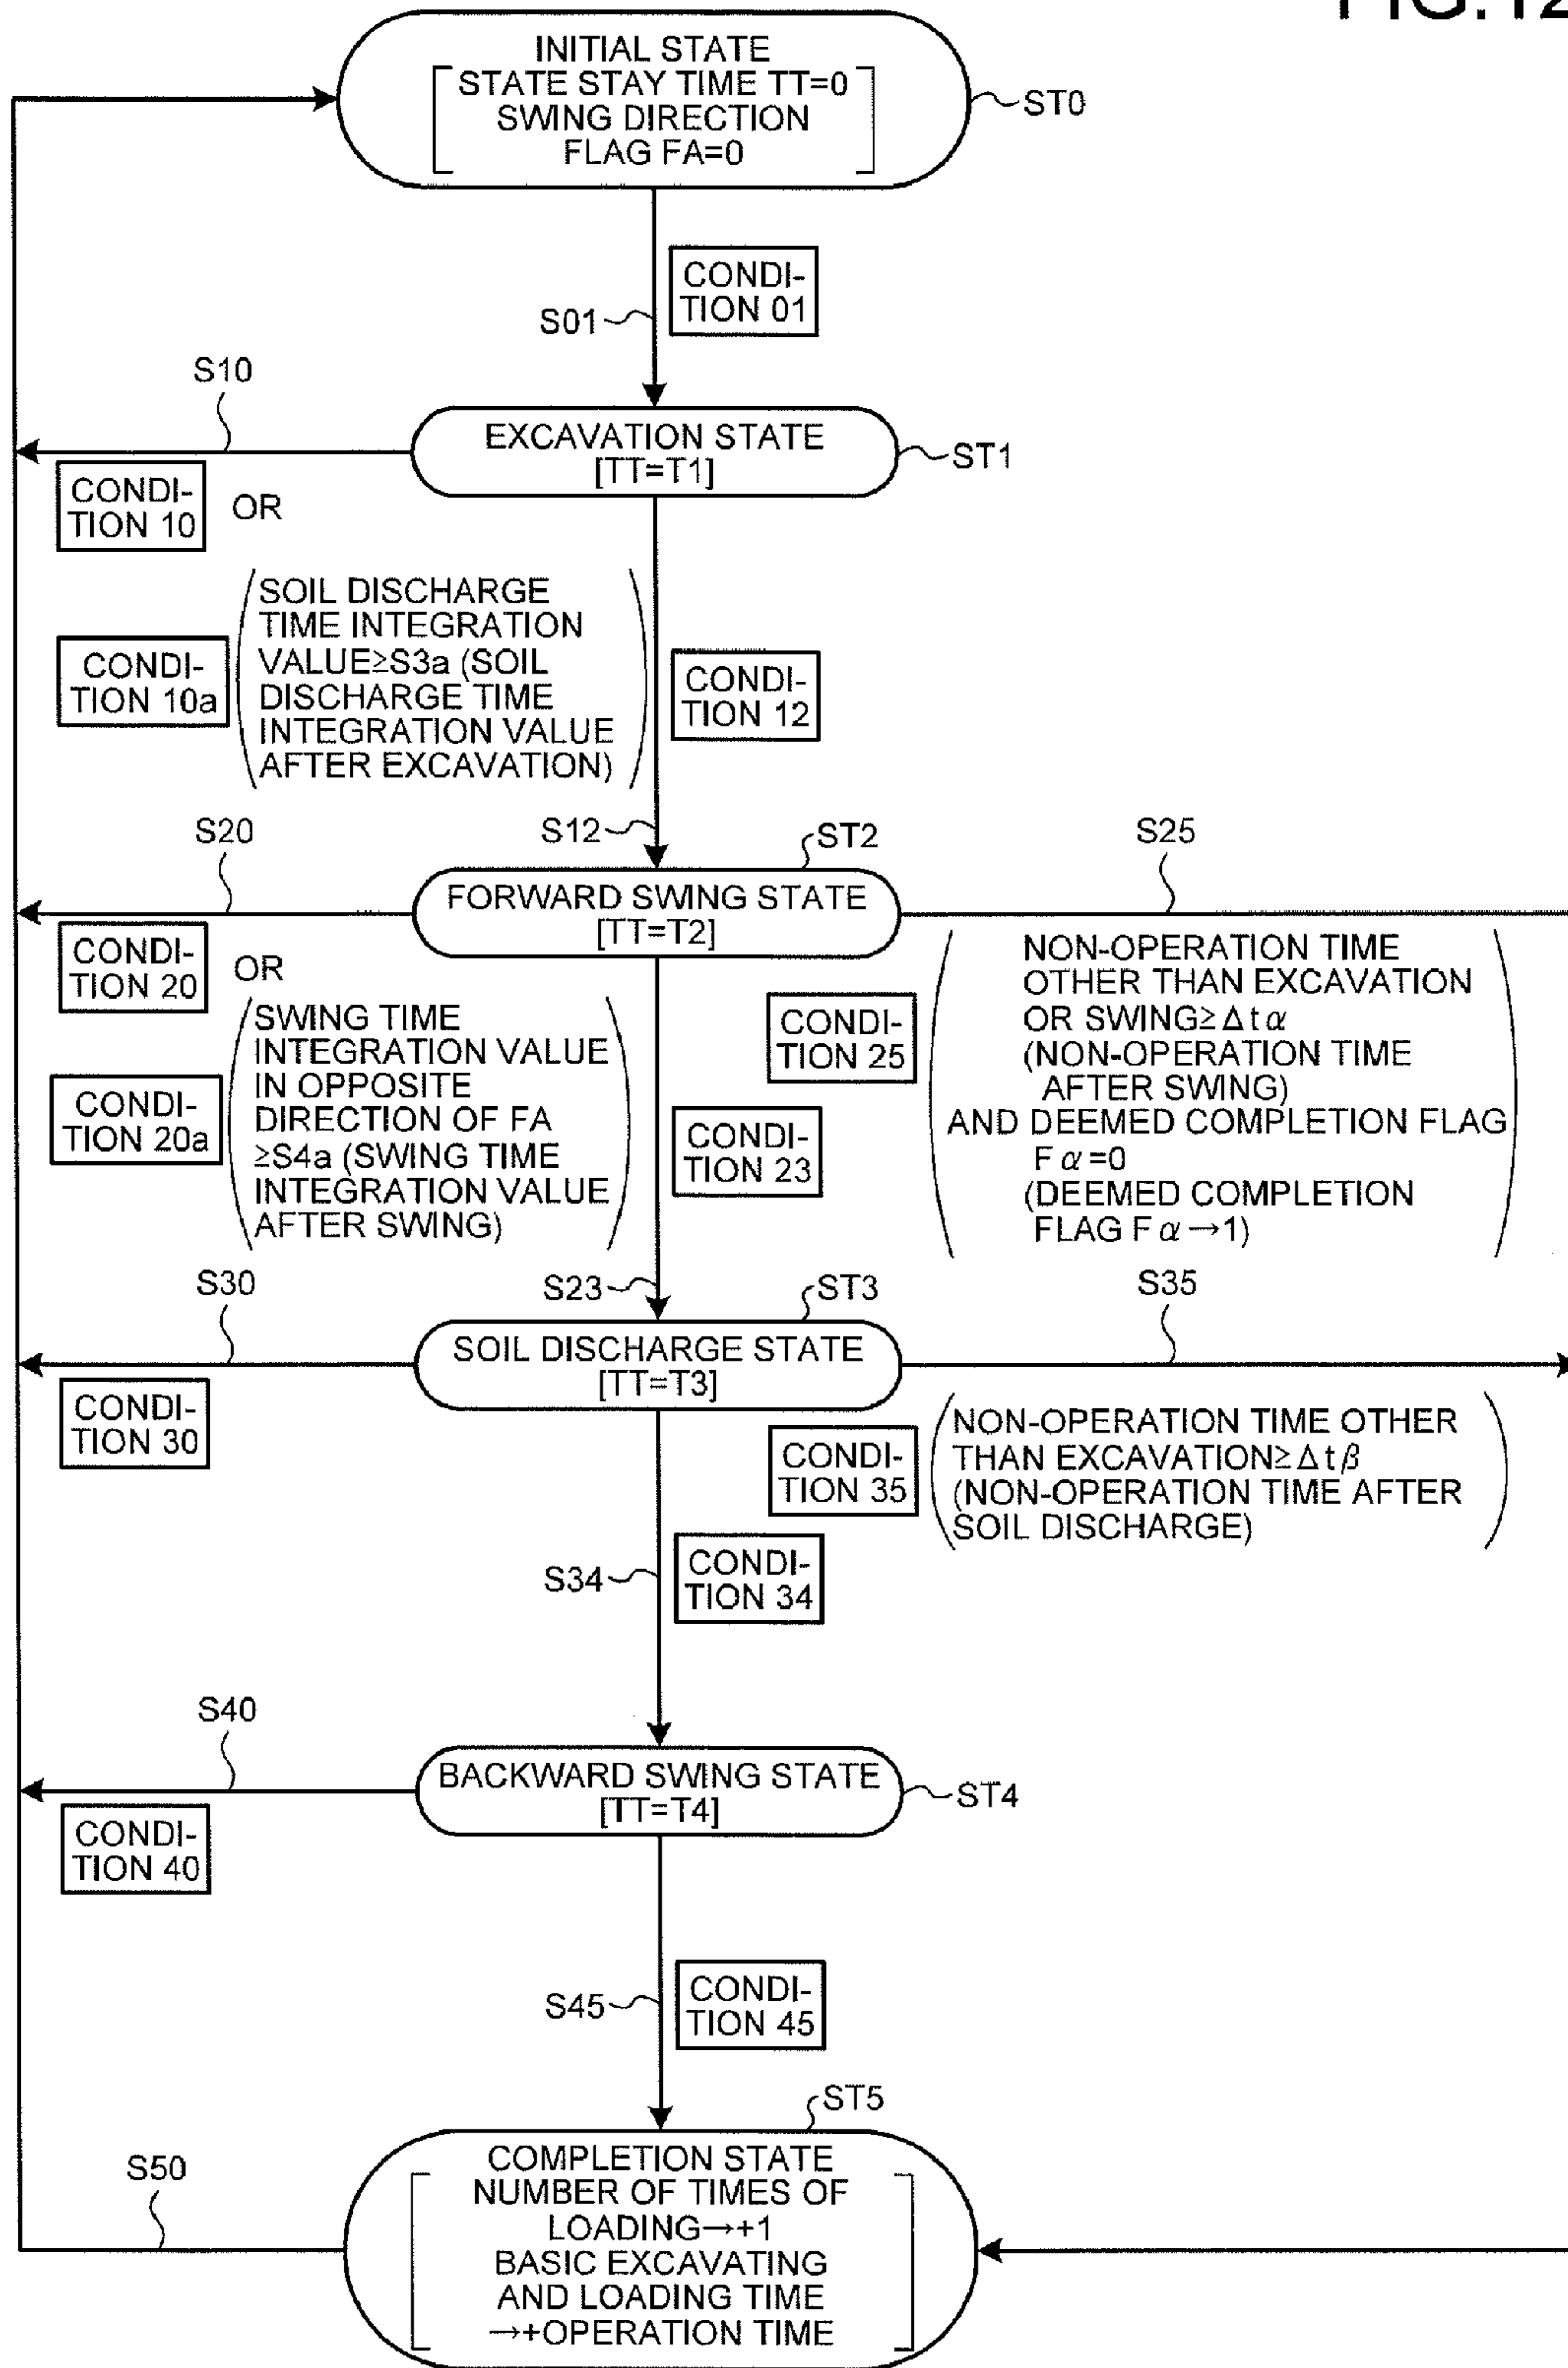 FIG.12
INITIAL STATE
STATE STAY TIME TT=0
SWING DIRECTION
FLAG FA=0
ST0
CONDI-
TION 01
S01
S10
EXCAVATION STATE
[TT=T1]
ST1
CONDI-
TION 10
OR
CONDI-
TION 10a
SOIL DISCHARGE
TIME INTEGRATION
VALUE≥S3a (SOIL
DISCHARGE TIME
INTEGRATION VALUE
AFTER EXCAVATION)
CONDI-
TION 12
S20
S12
ST2
S25
FORWARD SWING STATE
[TT=T2]
CONDI-
TION 20
OR
CONDI-
TION 20a
SWING TIME
INTEGRATION VALUE
IN OPPOSITE
DIRECTION OF FA
≥S4a (SWING TIME
INTEGRATION VALUE
AFTER SWING)
CONDI-
TION 23
CONDI-
TION 25
NON-OPERATION TIME
OTHER THAN EXCAVATION
OR SWING≥Δtα
(NON-OPERATION TIME
AFTER SWING)
AND DEEMED COMPLETION FLAG
Fα=0
(DEEMED COMPLETION
FLAG Fα→1)
S30
S23
ST3
S35
SOIL DISCHARGE STATE
[TT=T3]
CONDI-
TION 30
CONDI-
TION 35
NON-OPERATION TIME OTHER
THAN EXCAVATION≥Δtβ
(NON-OPERATION TIME AFTER
SOIL DISCHARGE)
S34
CONDI-
TION 34
S40
BACKWARD SWING STATE
[TT=T4]
ST4
CONDI-
TION 40
S45
CONDI-
TION 45
ST5
S50
COMPLETION STATE
NUMBER OF TIMES OF
LOADING→+1
BASIC EXCAVATING
AND LOADING TIME
→+OPERATION TIME